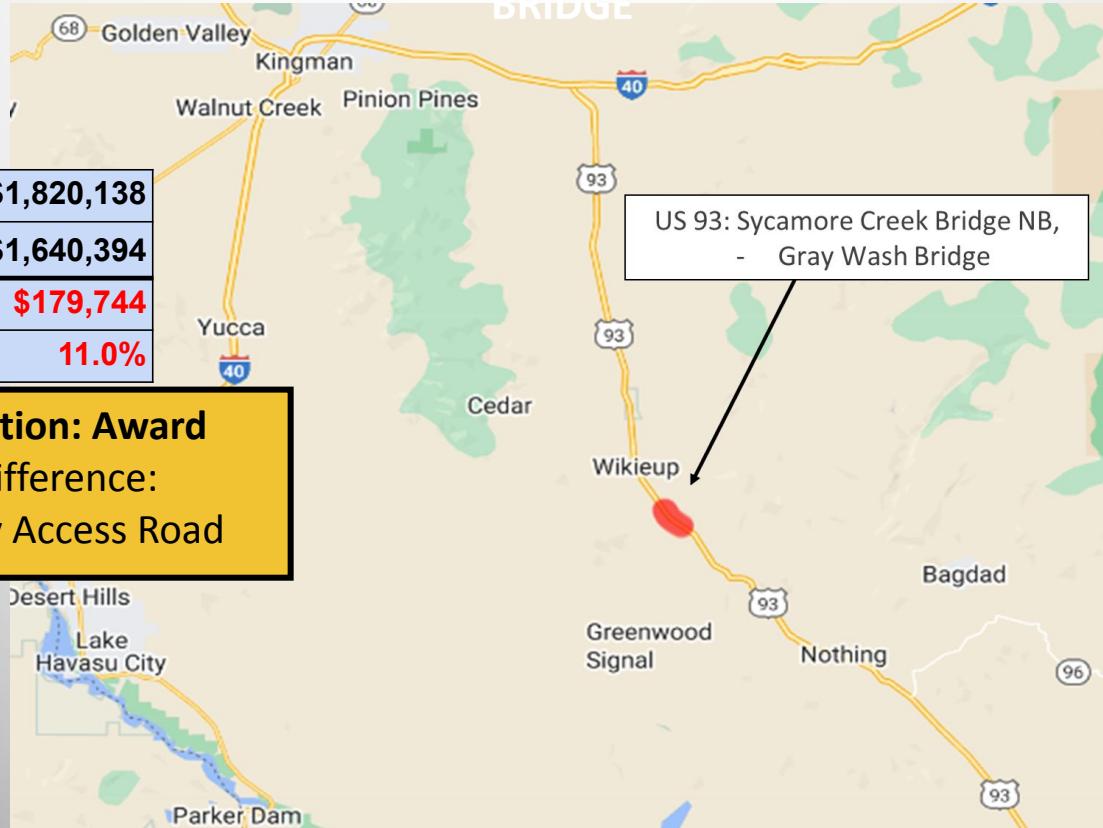 BRIDGE
68 Golden Valley
Kingman
Walnut Creek
Pinion Pines
40
93
$1,820,138
$1,640,394
$179,744
11.0%
US 93: Sycamore Creek Bridge NB,
- Gray Wash Bridge
Yucca
40
93
Cedar
Wikieup
tion: Award
ifference:
Access Road
Desert Hills
Lake
Havasu City
Bagdad
93
Greenwood
Signal
Nothing
96
93
Parker Dam